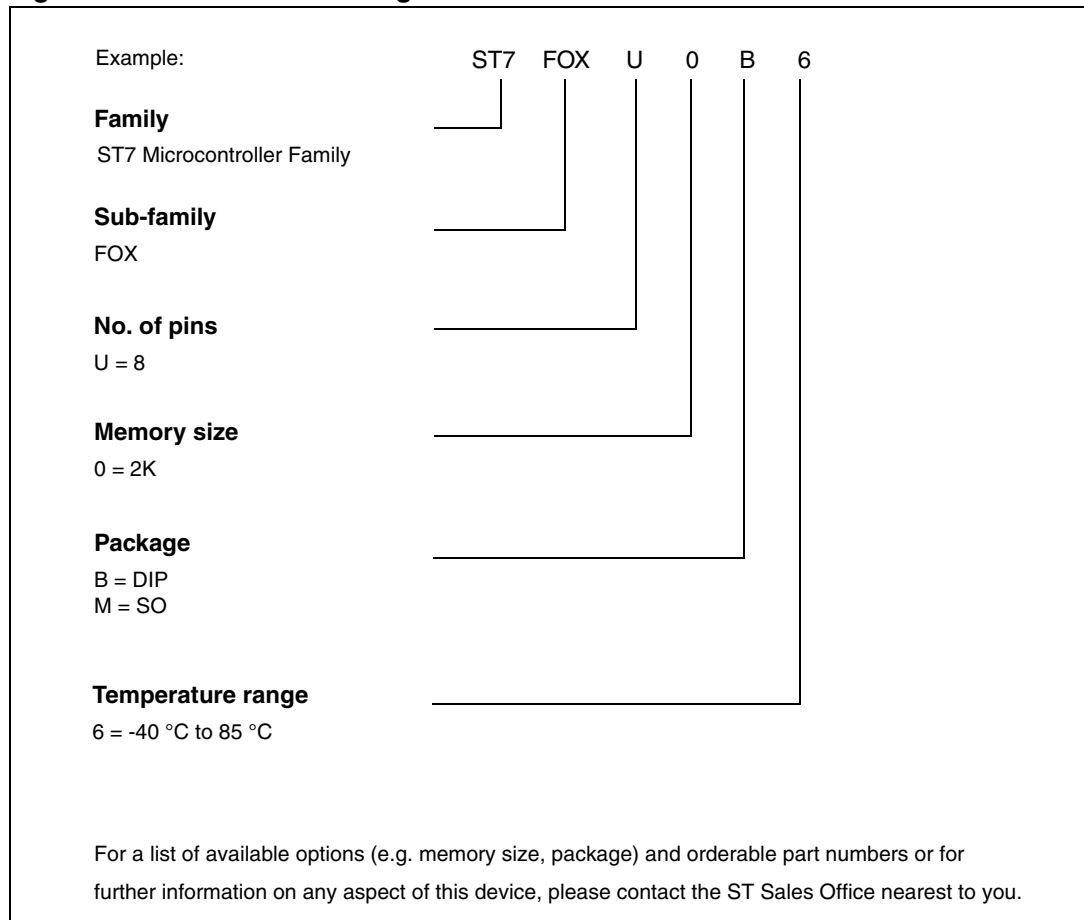 Example:
ST7 FOX U 0 B 6
Family
ST7 Microcontroller Family
Sub-family
FOX
No. of pins
U = 8
Memory size
0 = 2K
Package
B = DIP
M = SO
Temperature range
6 = -40 °C to 85 °C
For a list of available options (e.g. memory size, package) and orderable part numbers or for
further information on any aspect of this device, please contact the ST Sales Office nearest to you.